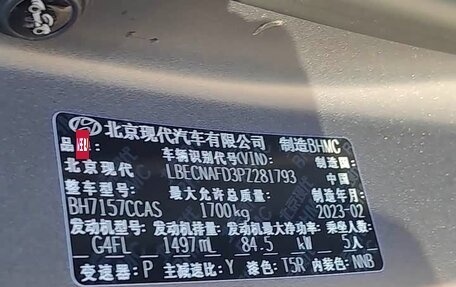 北京现代汽车有限公司 制造BHMC
品 : 车辆识别代号(VIN): 制造国:
北京现代 LBECNAFD3PZ281793 中国
整车型号: 最大允许总质量: 制造年月:
BH7157CCAS 1700kg 2023-02
发动机型号: 发动机排量: 发动机最大净功率: 乘坐人数:
G4FL 1497mL 84.5 kW 5人
变速器: P 主减速比: Y 漆色: T5R 内装色: NNB